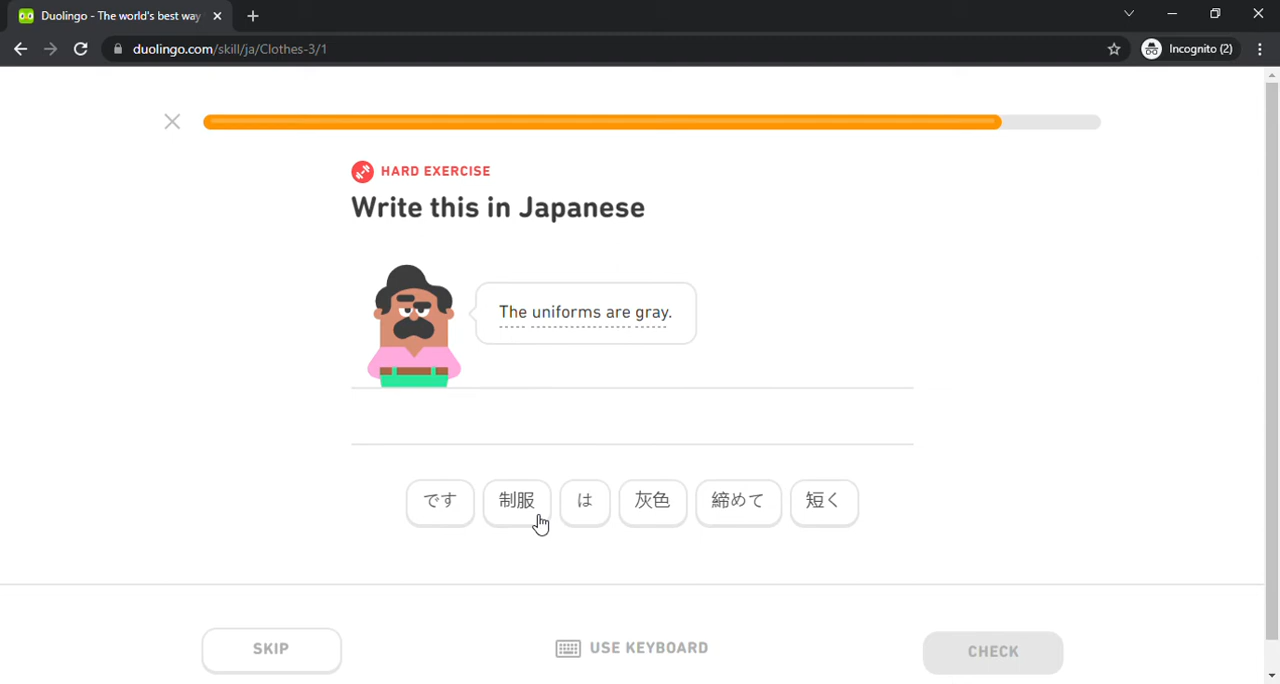 Duolingo - The world's best way
duolingo.com/skill/ja/Clothes-3/1
Incognito (2)
HARD EXERCISE
Write this in Japanese
The uniforms are gray.
です 制服 は 灰色 締めて 短く
SKIP
USE KEYBOARD
CHECK